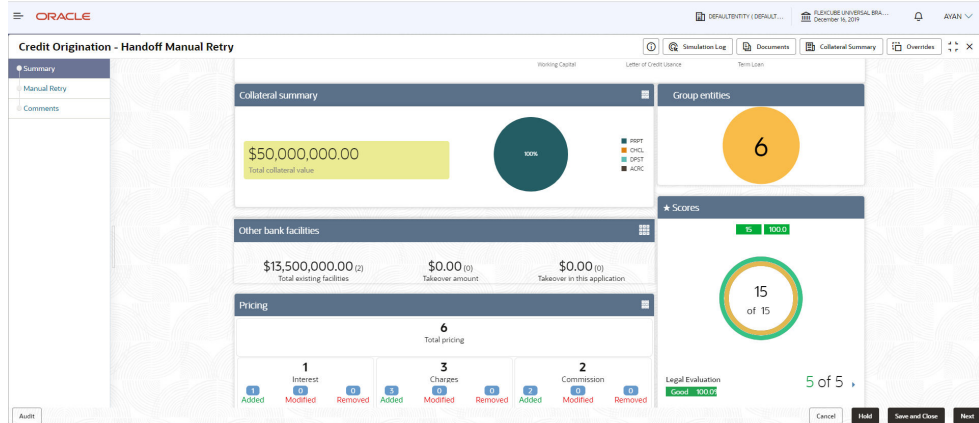 ORACLE
DEFAULTENTITY ( DEFAULT...
FLEXCUBE UNIVERSAL BRA...
December 16, 2019
AYAN
Credit Origination - Handoff Manual Retry
Simulation Log
Documents
Collateral Summary
Overrides
Summary
Manual Retry
Comments
Working Capital
Letter of Credit Usance
Term Loan
Collateral summary
$50,000,000.00
Total collateral value
100%
PRPT
CHCL
DPST
ACRC
Group entities
6
Other bank facilities
$13,500,000.00 (2)
Total existing facilities
$0.00 (0)
Takeover amount
$0.00 (0)
Takeover in this application
Scores
15 100.0
15
of 15
Legal Evaluation
Good 100.0%
5 of 5
Pricing
6
Total pricing
1
Interest
1 0 0
Added Modified Removed
3
Charges
3 0 0
Added Modified Removed
2
Commission
2 0 0
Added Modified Removed
Audit
Cancel
Hold
Save and Close
Next